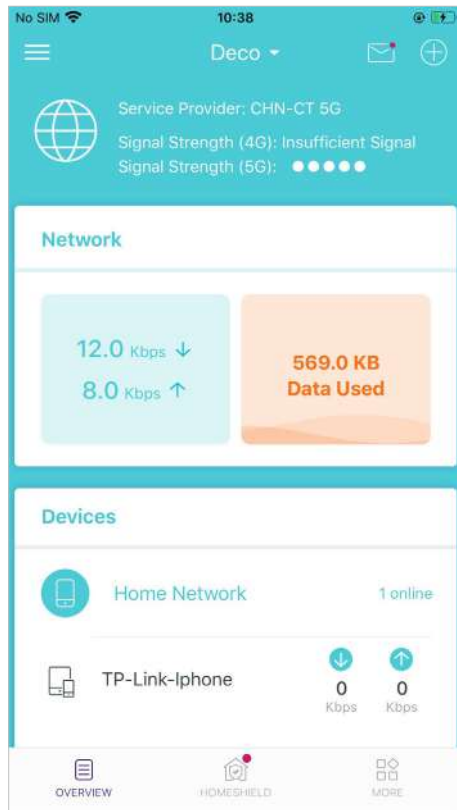 No SIM 10:38
Deco
Service Provider: CHN-CT 5G
Signal Strength (4G): Insufficient Signal
Signal Strength (5G):
Network
12.0 Kbps ↓
8.0 Kbps ↑
569.0 KB
Data Used
Devices
Home Network 1 online
TP-Link-Iphone
0 0
Kbps Kbps
OVERVIEW HOMESHIELD MORE